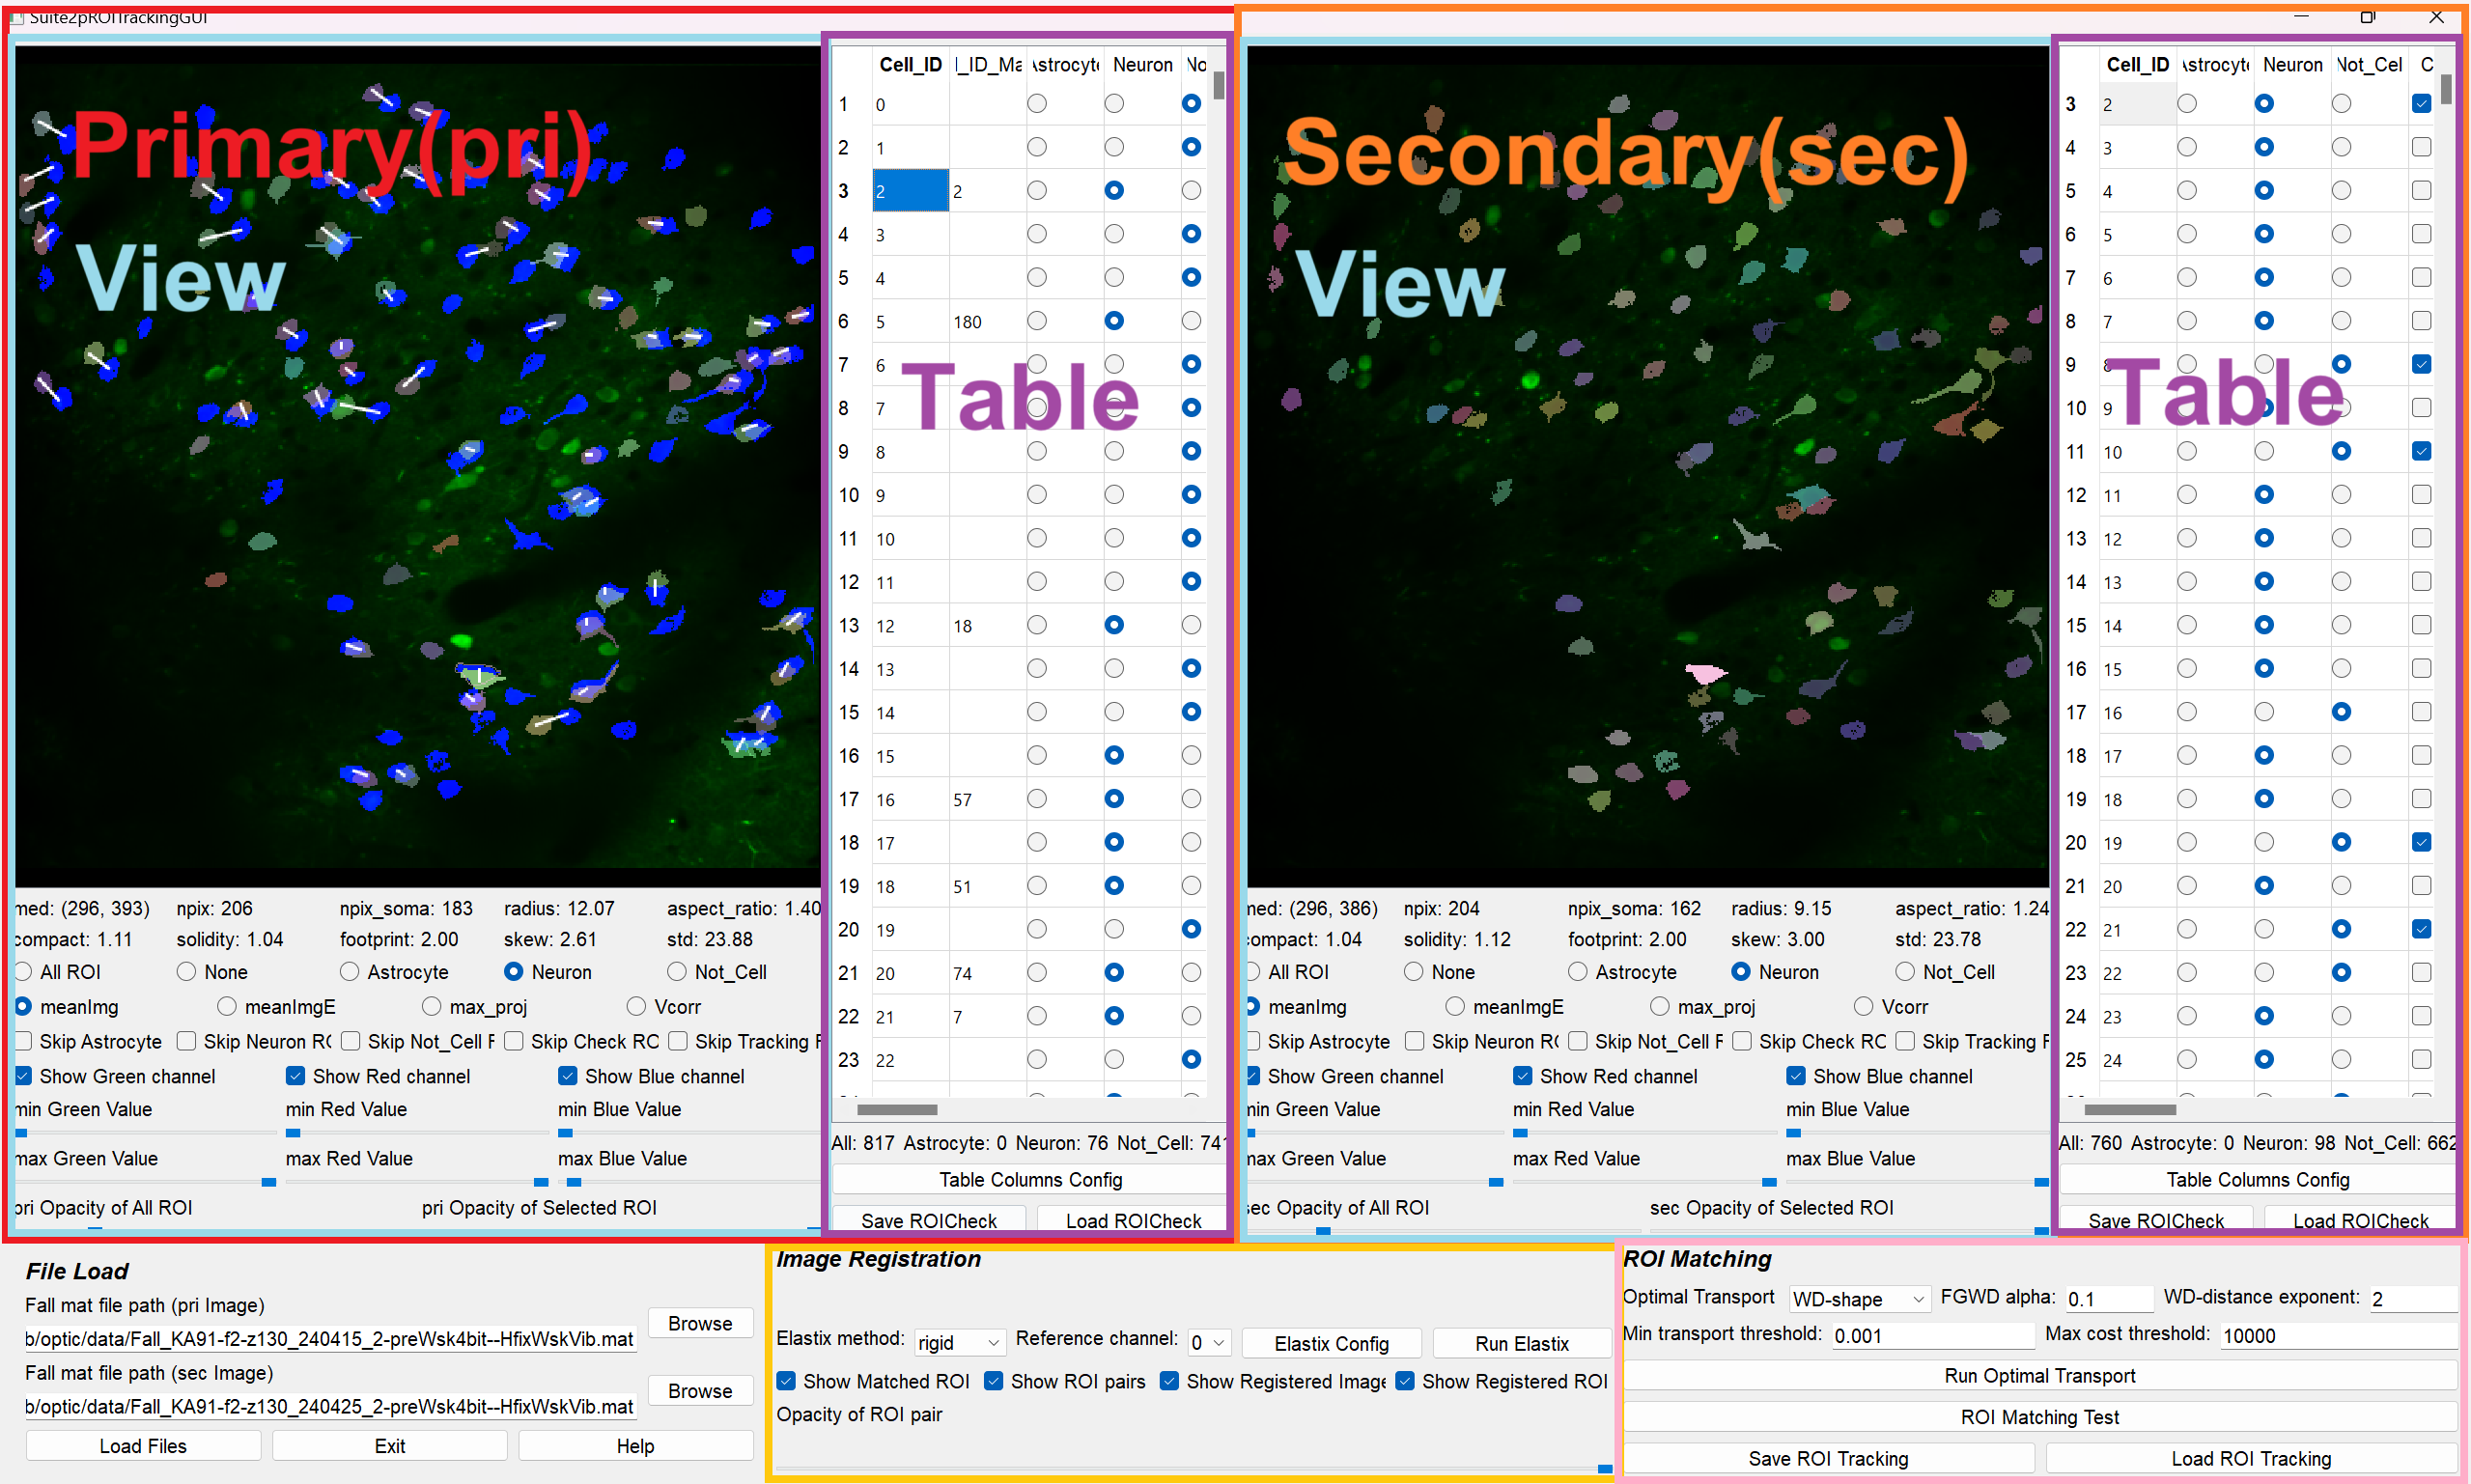 Suite2pROITrackingGUI
Primary(pri)
View
Table
Cell_ID l_ID_Ma Astrocyte Neuron No
1 0
2 1
3 2 2
4 3
5 4
6 5 180
7 6
8 7
9 8
10 9
11 10
12 11
13 12 18
14 13
15 14
16 15
17 16 57
18 17
19 18 51
20 19
21 20 74
22 21 7
23 22
med: (296, 393) npix: 206 npix_soma: 183 radius: 12.07 aspect_ratio: 1.40
compact: 1.11 solidity: 1.04 footprint: 2.00 skew: 2.61 std: 23.88
All ROI None Astrocyte Neuron Not_Cell
meanImg meanImgE max_proj Vcorr
Skip Astrocyte Skip Neuron RO Skip Not_Cell R Skip Check RO Skip Tracking R
Show Green channel Show Red channel Show Blue channel
min Green Value min Red Value min Blue Value
max Green Value max Red Value max Blue Value
pri Opacity of All ROI pri Opacity of Selected ROI
All: 817 Astrocyte: 0 Neuron: 76 Not_Cell: 741
Table Columns Config
Save ROICheck Load ROICheck
Secondary(sec)
View
Table
Cell_ID Astrocyte Neuron Not_Cel C
3 2
4 3
5 4
6 5
7 6
8 7
9 8
10 9
11 10
12 11
13 12
14 13
15 14
16 15
17 16
18 17
19 18
20 19
21 20
22 21
23 22
24 23
25 24
med: (296, 386) npix: 204 npix_soma: 162 radius: 9.15 aspect_ratio: 1.24
compact: 1.04 solidity: 1.12 footprint: 2.00 skew: 3.00 std: 23.78
All ROI None Astrocyte Neuron Not_Cell
meanImg meanImgE max_proj Vcorr
Skip Astrocyte Skip Neuron RO Skip Not_Cell R Skip Check RO Skip Tracking R
Show Green channel Show Red channel Show Blue channel
min Green Value min Red Value min Blue Value
max Green Value max Red Value max Blue Value
sec Opacity of All ROI sec Opacity of Selected ROI
All: 760 Astrocyte: 0 Neuron: 98 Not_Cell: 662
Table Columns Config
Save ROICheck Load ROICheck
File Load
Fall mat file path (pri Image)
b/optic/data/Fall_KA91-f2-z130_240415_2-preWsk4bit--HfixWskVib.mat Browse
Fall mat file path (sec Image)
b/optic/data/Fall_KA91-f2-z130_240425_2-preWsk4bit--HfixWskVib.mat Browse
Load Files Exit Help
Image Registration
Elastix method: rigid Reference channel: 0 Elastix Config Run Elastix
Show Matched ROI Show ROI pairs Show Registered Image Show Registered ROI
Opacity of ROI pair
ROI Matching
Optimal Transport WD-shape FGWD alpha: 0.1 WD-distance exponent: 2
Min transport threshold: 0.001 Max cost threshold: 10000
Run Optimal Transport
ROI Matching Test
Save ROI Tracking Load ROI Tracking